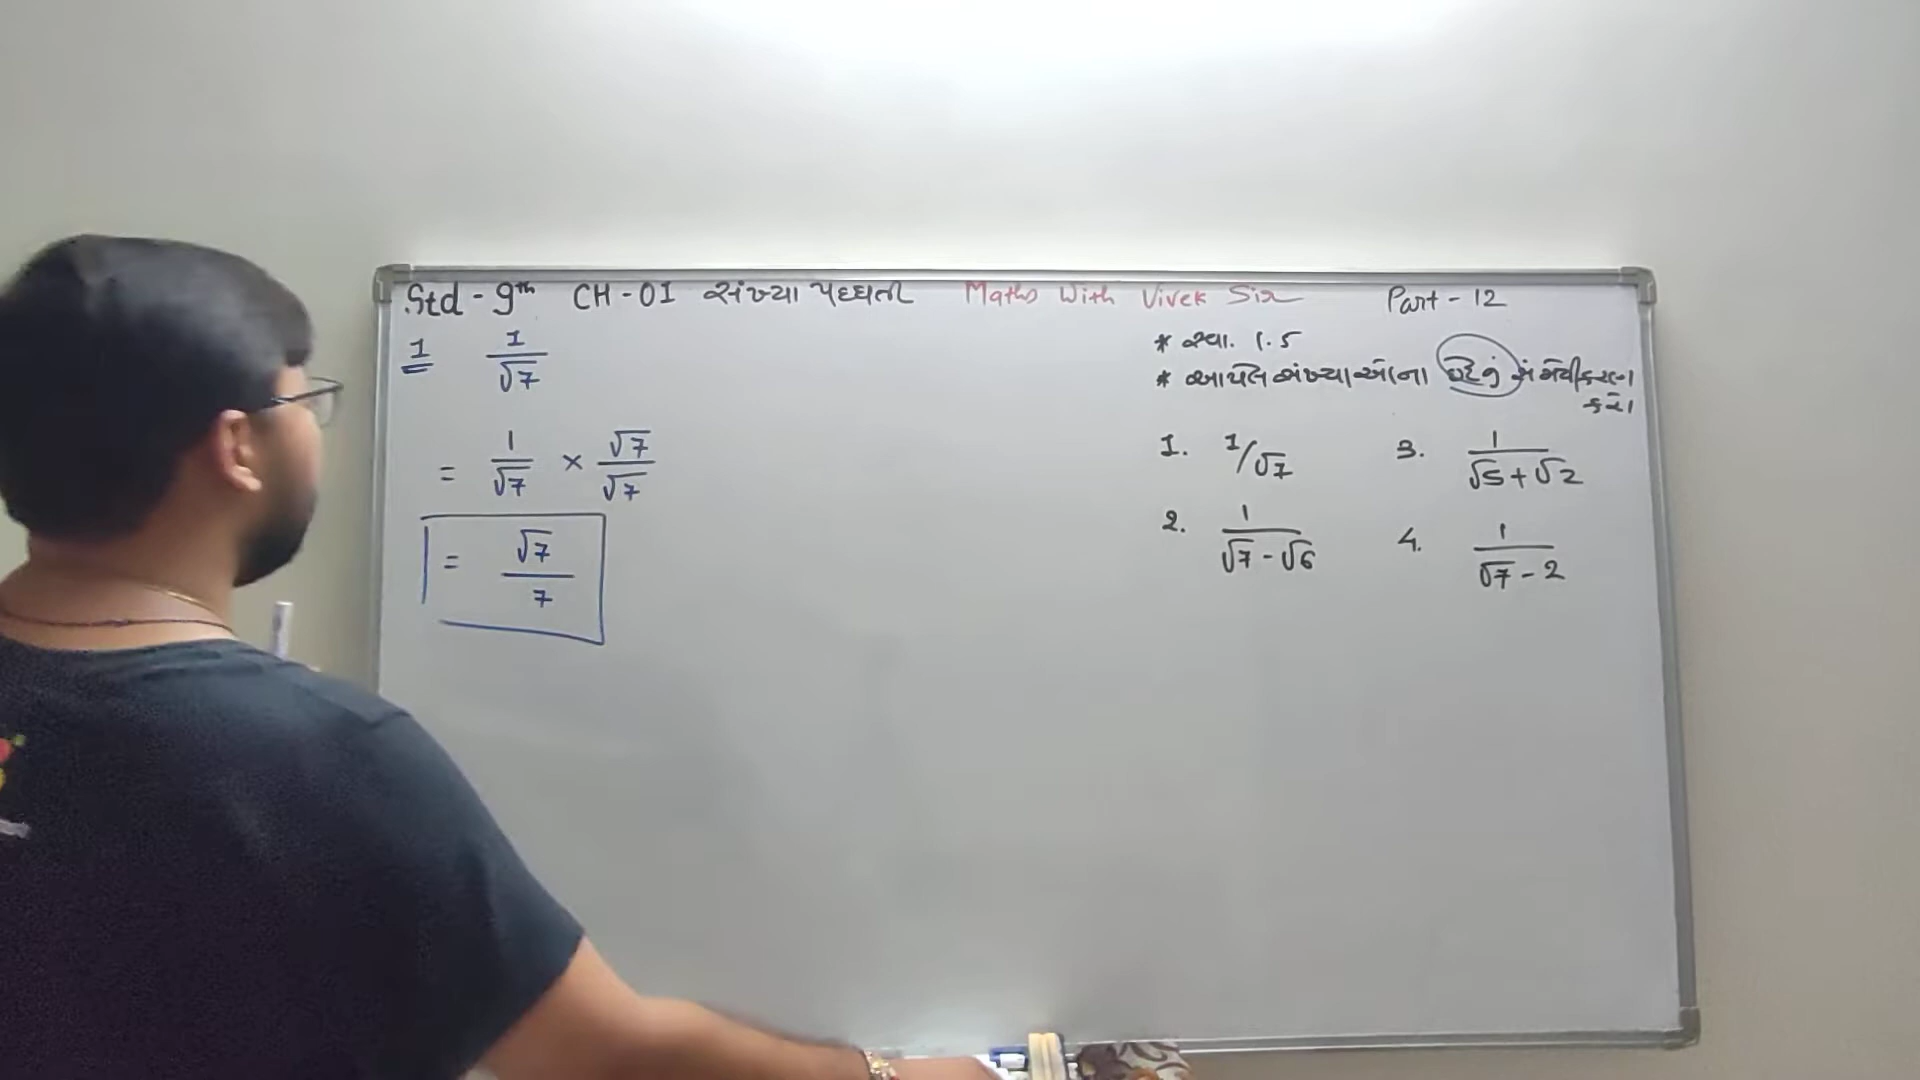 Std - 9th CH - 01 સંખ્યા પધ્ધતી Maths With Vivek Sir Part - 12
1 1/√7
= 1/√7 × √7/√7
= √7/7
* સ્વા. 1.5
* આપેલ સંખ્યાઓના છેદનું સંમેયીકરણ
કરો
1. 1/√7
2. 1/(√7 - √6)
3. 1/(√5 + √2)
4. 1/(√7 - 2)